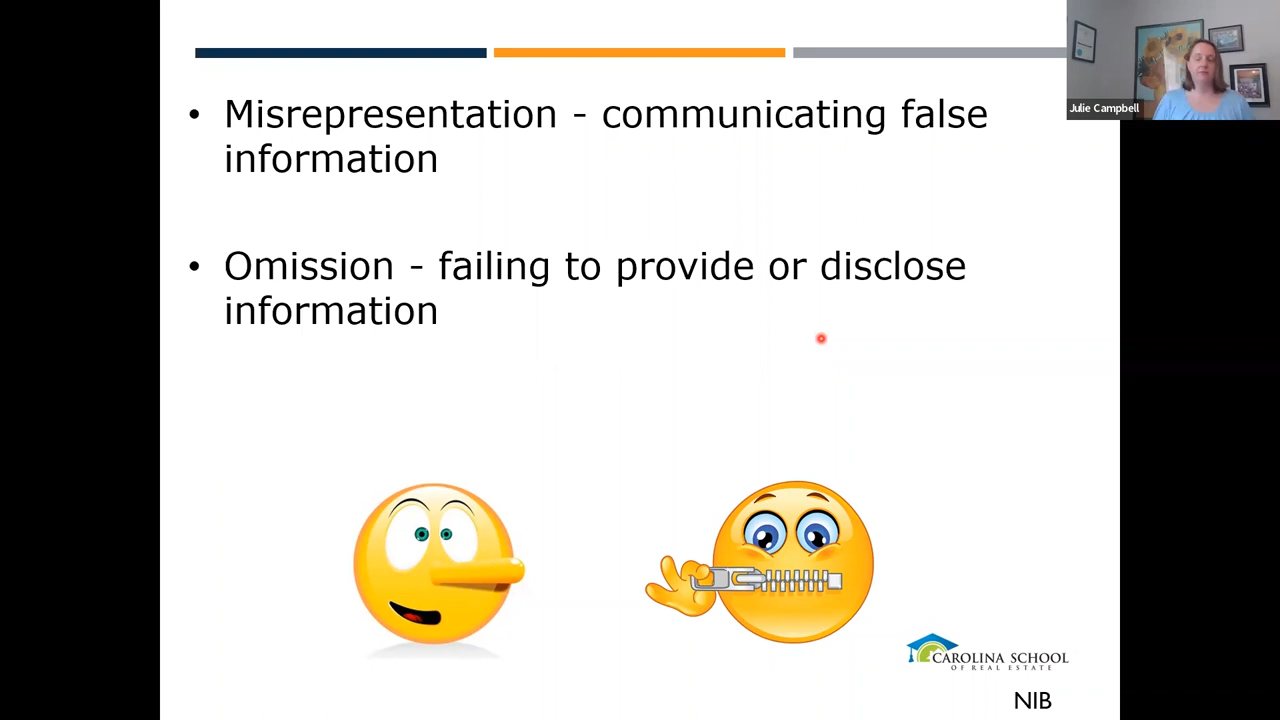 Julie Campbell
• Misrepresentation - communicating false
information
• Omission - failing to provide or disclose
information
CAROLINA SCHOOL
OF REAL ESTATE
NIB